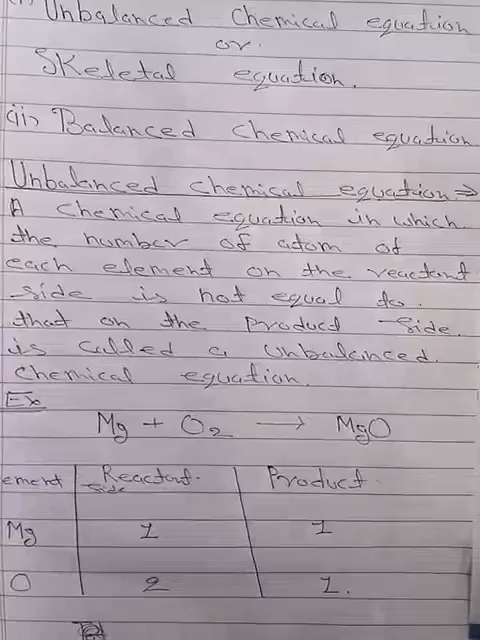 Unbalanced chemical equation
or.
Skeletal equation.
(ii) Balanced chemical equation
Unbalanced chemical equation ⇒
A chemical equation in which
the number of atom of
each element on the reactant
side is not equal to.
that on the product side.
is called a unbalanced.
chemical equation.
Ex
Mg + O₂ → MgO
ement Reactant. side Product.
Mg 1 1
O 2 1.